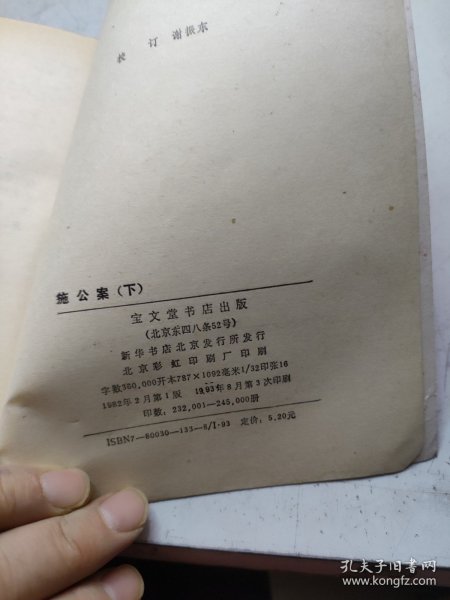 校 订 谢振东
施公案(下)
宝文堂书店出版
(北京东四八条52号)
新华书店北京发行所发行
北京彩虹印刷厂印刷
字数350,000开本787×1092毫米1/32印张16
1982年2月第1版 1993年8月第3次印刷
印数:232,001—245,000册
ISBN7—80030—133—8/I·93 定价:5.20元
孔夫子旧书网
www.kongfz.com